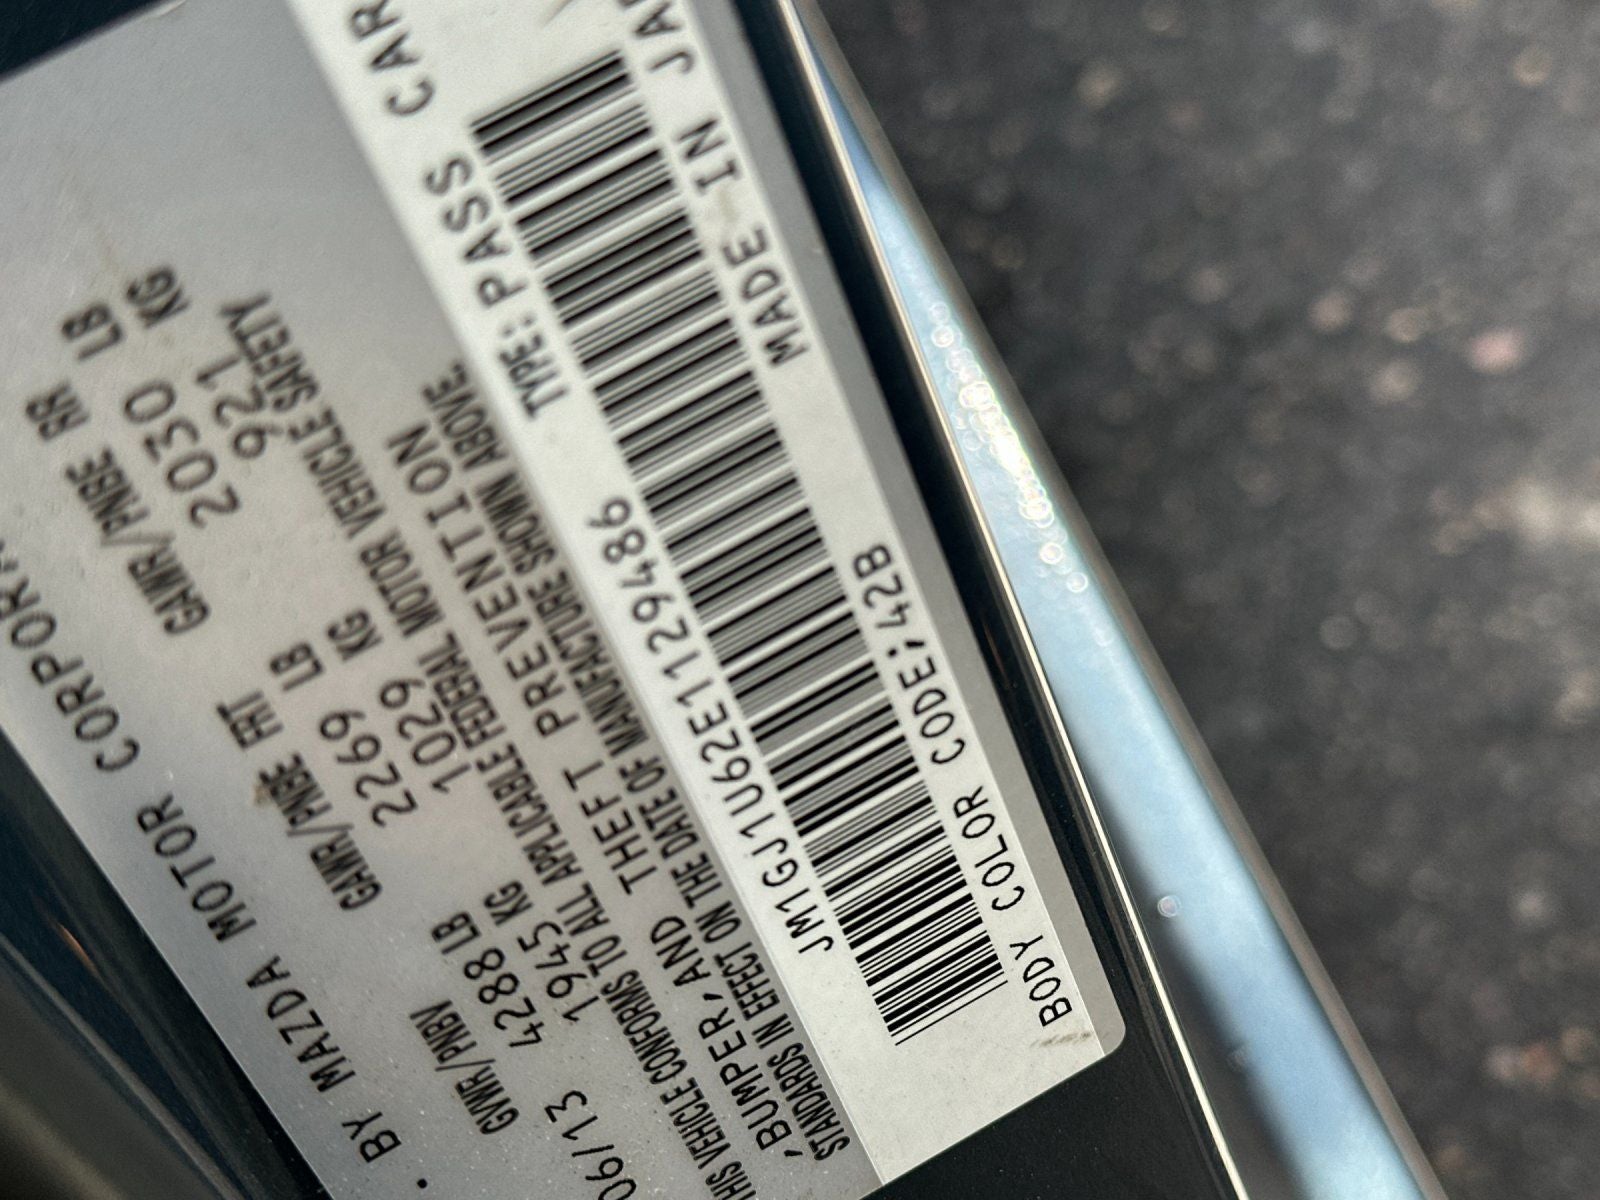 . BY MAZDA MOTOR CORPORA
GVWR/PNBV GAWR/PNBE FRT GAWR/PNBE RR
4288 LB 2269 LB 2030 LB
06/13 1945 KG 1029 KG 921 KG
THIS VEHICLE CONFORMS TO ALL APPLICABLE FEDERAL MOTOR VEHICLE SAFETY
,BUMPER,AND THEFT PREVENTION
STANDARDS IN EFFECT ON THE DATE OF MANUFACTURE SHOWN ABOVE.
JM1GJ1U62E1129486 TYPE: PASS CAR
BODY COLOR CODE;42B MADE IN JAP